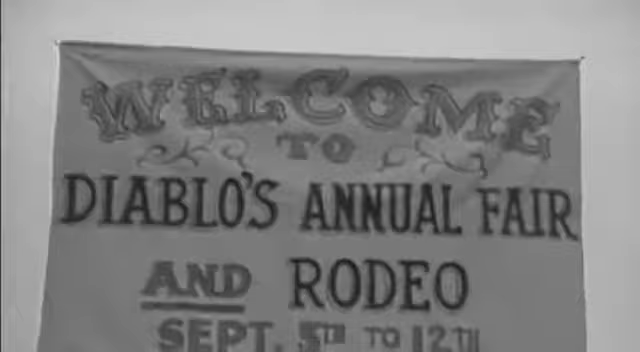 WELCOME
TO
DIABLO'S ANNUAL FAIR
AND RODEO
SEPT. 5TH TO 12TH